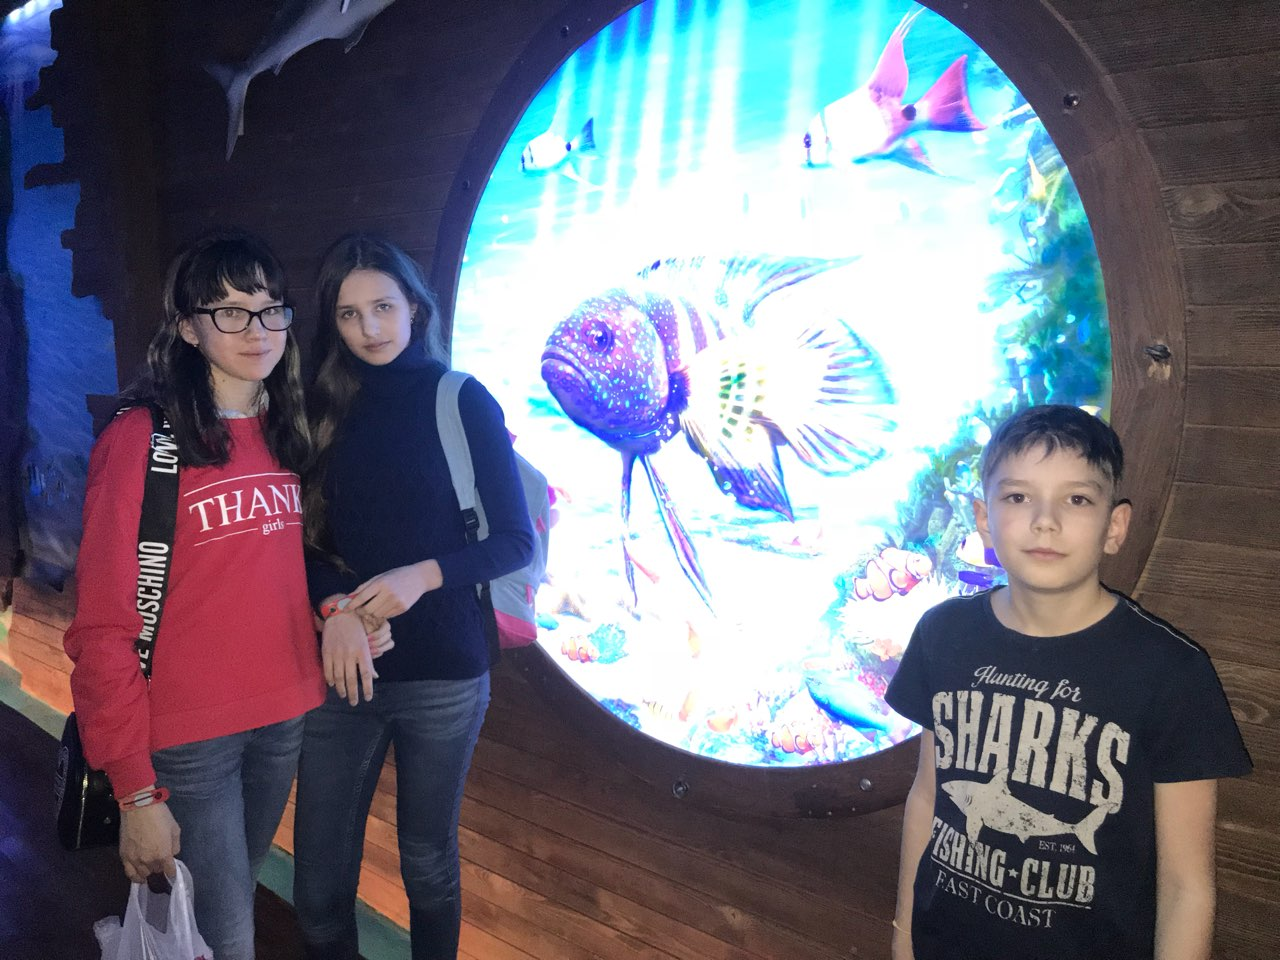 LOVE MOSCHINO
THANK
girls
Hunting for
SHARKS
EST. 1964
FISHING★CLUB
EAST COAST